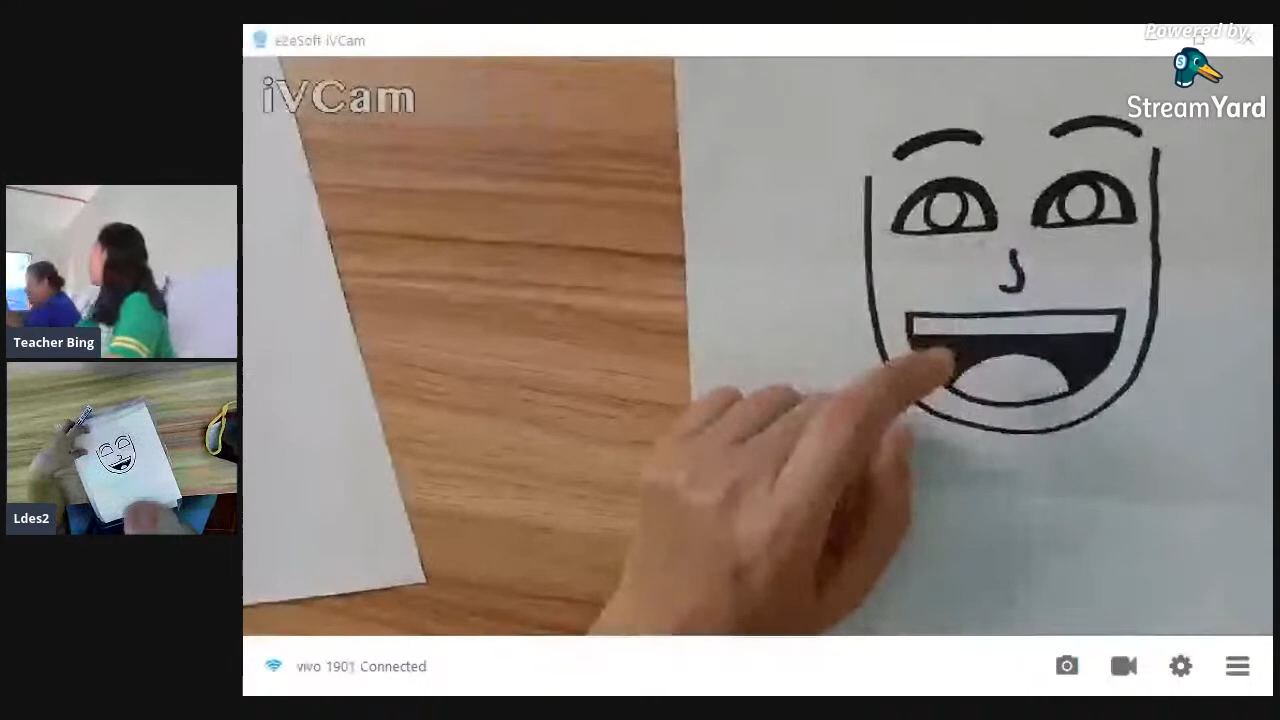 e2eSoft iVCam
Powered by
StreamYard
iVCam
Teacher Bing
Ldes2
vivo 1901 Connected